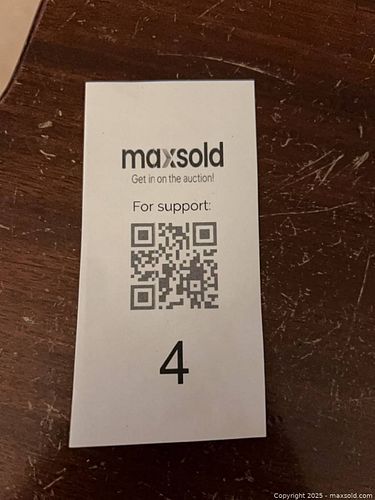 maxsold
Get in on the auction!
For support:
4
Copyright © 2025 - maxsold.com